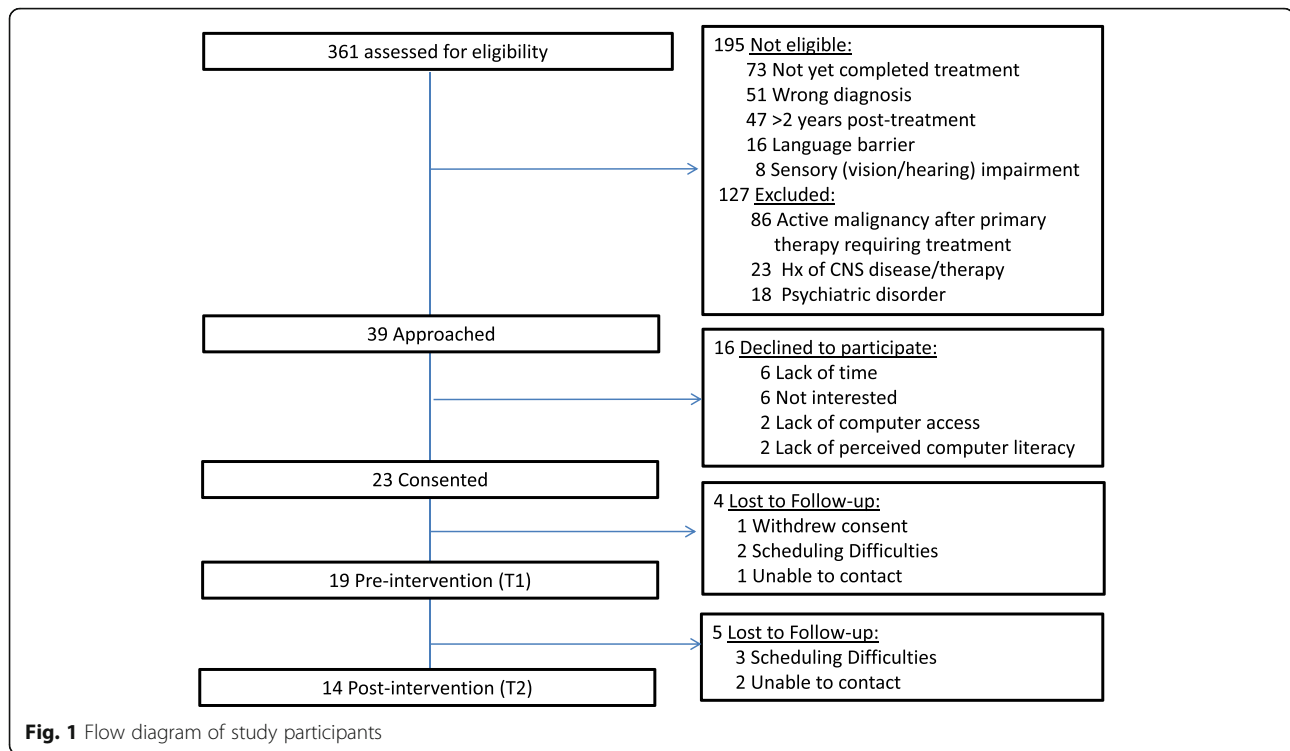 361 assessed for eligibility
195 Not eligible:
73 Not yet completed treatment
51 Wrong diagnosis
47 >2 years post-treatment
16 Language barrier
8 Sensory (vision/hearing) impairment
127 Excluded:
86 Active malignancy after primary
therapy requiring treatment
23 Hx of CNS disease/therapy
18 Psychiatric disorder
39 Approached
16 Declined to participate:
6 Lack of time
6 Not interested
2 Lack of computer access
2 Lack of perceived computer literacy
23 Consented
4 Lost to Follow-up:
1 Withdrew consent
2 Scheduling Difficulties
1 Unable to contact
19 Pre-intervention (T1)
5 Lost to Follow-up:
3 Scheduling Difficulties
2 Unable to contact
14 Post-intervention (T2)
Fig. 1 Flow diagram of study participants